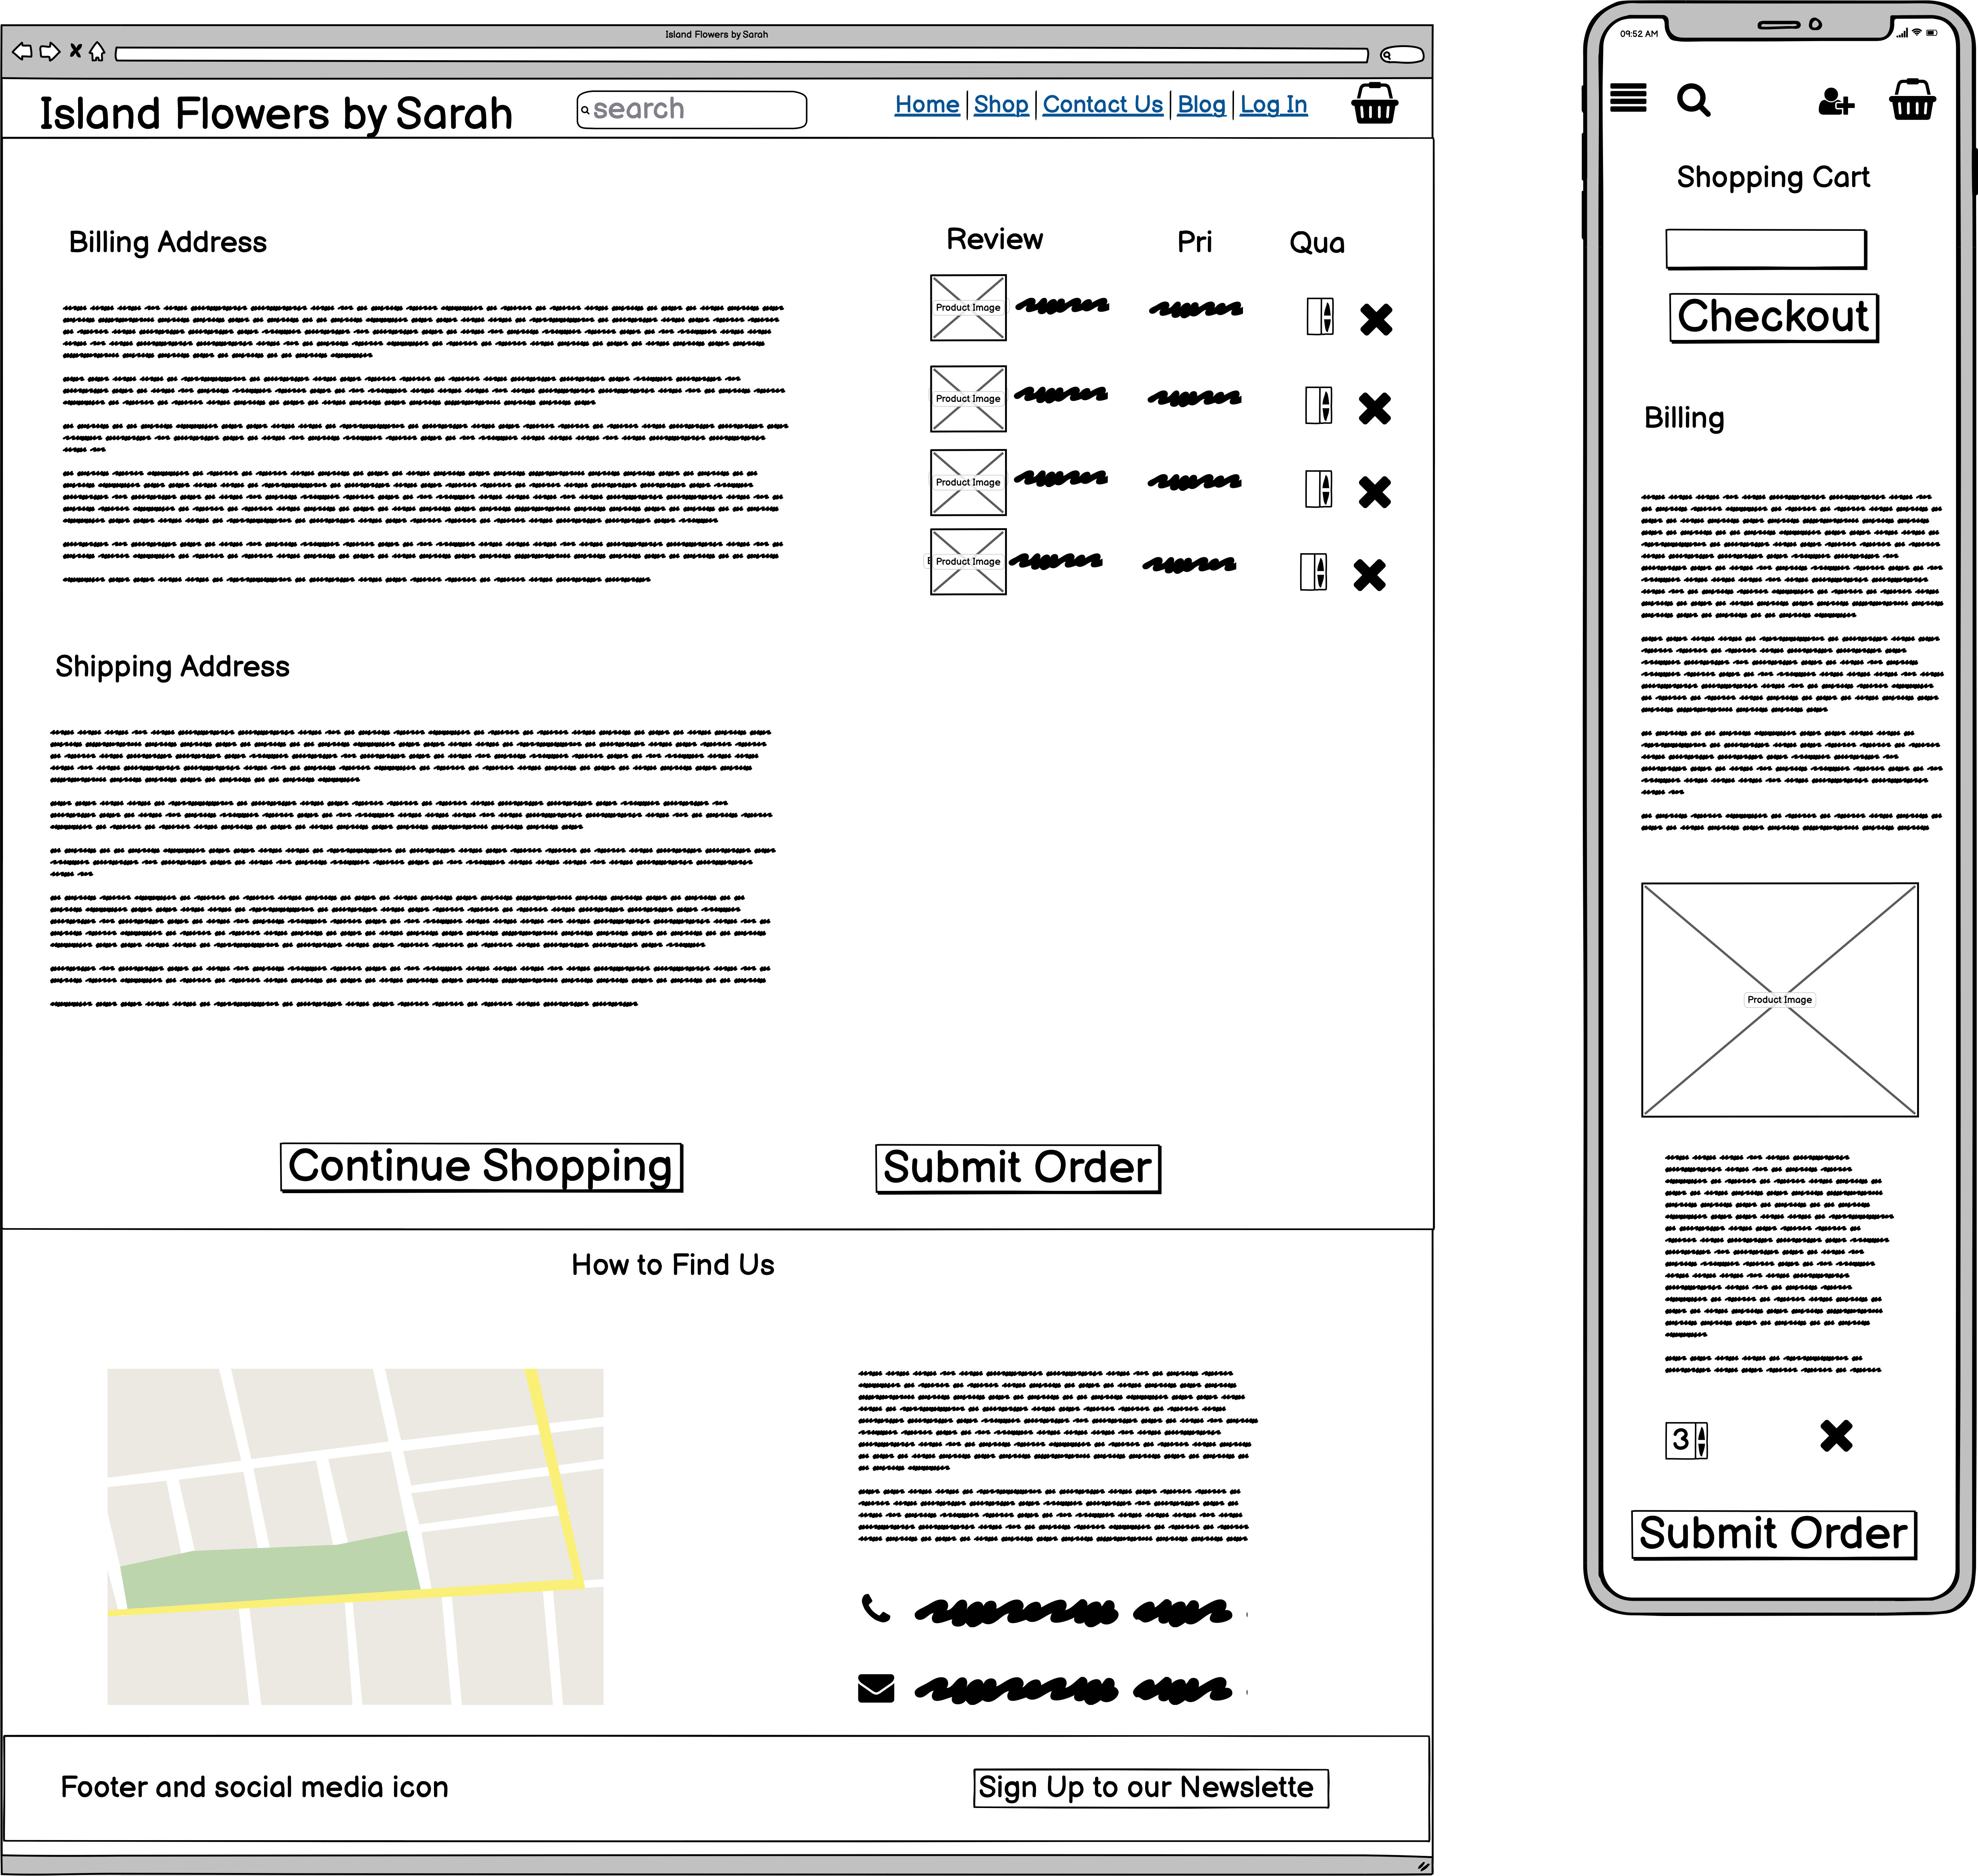 Island Flowers by Sarah
Island Flowers by Sarah
search
Home Shop Contact Us Blog Log In
Billing Address
Review Pri Qua
Product Image
Product Image
Product Image
Product Image
Shipping Address
Continue Shopping
Submit Order
How to Find Us
Footer and social media icon
Sign Up to our Newslette
09:52 AM
Shopping Cart
Checkout
Billing
Product Image
3
Submit Order